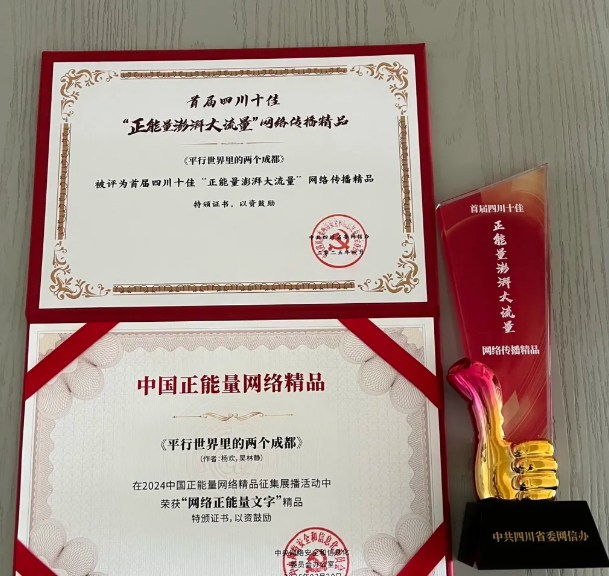 首届四川十佳
“正能量澎湃大流量”网络传播精品
《平行世界里的两个成都》
被评为首届四川十佳“正能量澎湃大流量”网络传播精品
特颁证书，以资鼓励
中国正能量网络精品
《平行世界里的两个成都》
(作者：杨欢，吴林静)
在2024中国正能量网络精品征集展播活动中
荣获“网络正能量文字”精品
特颁证书，以资鼓励
首届四川十佳
正能量澎湃大流量
网络传播精品
中共四川省委网信办